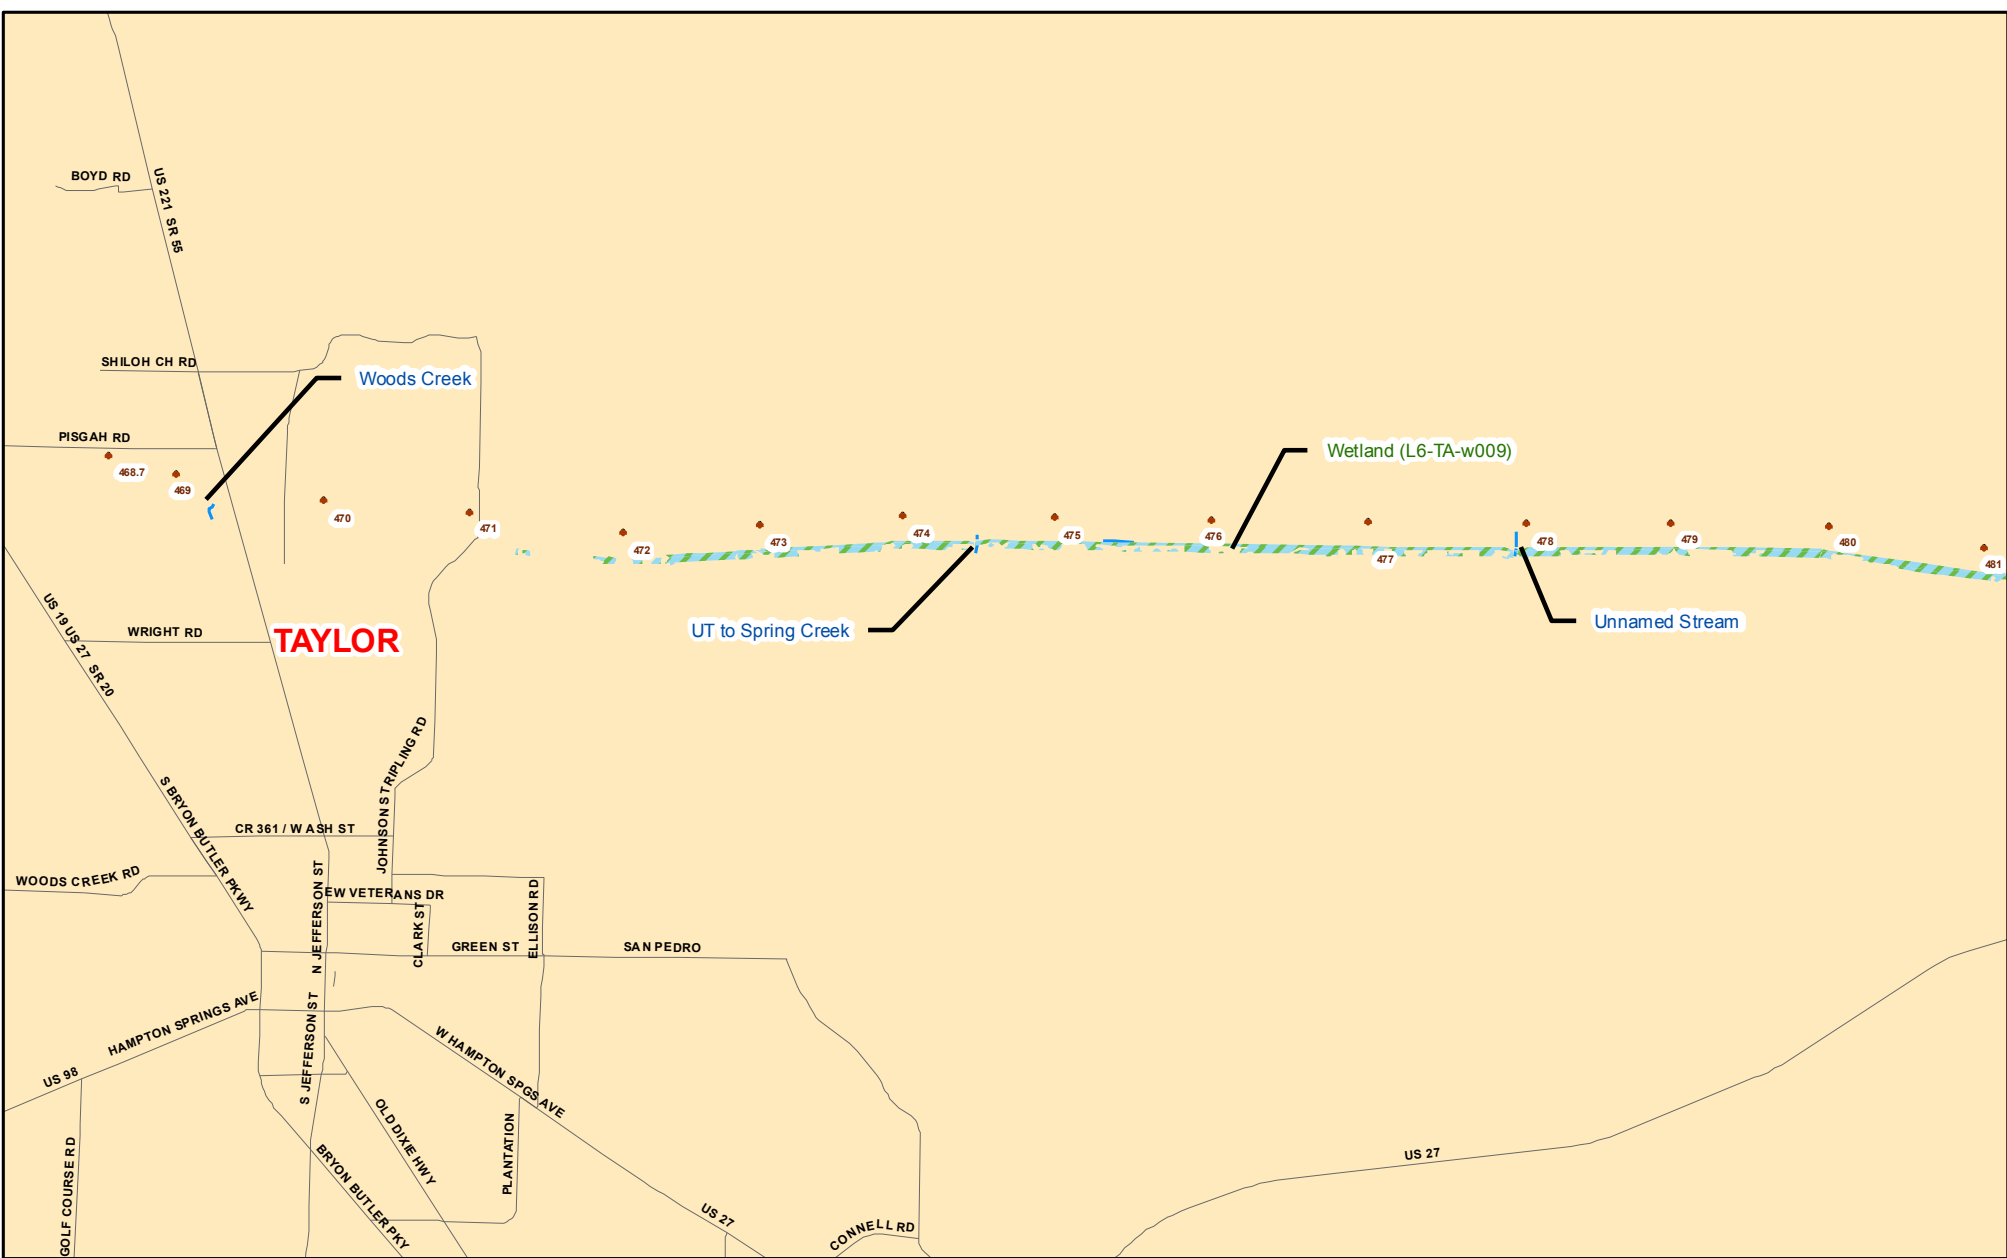 BOYD RD
US 221 SR 55
SHILOH CH RD
Woods Creek
PISGAH RD
Wetland (L6-TA-w009)
468.7
469
470
471
472
473
474
475
476
477
478
479
480
481
US 19 US 27 SR 20
WRIGHT RD
TAYLOR
UT to Spring Creek
Unnamed Stream
JOHNSON STRIPLING RD
S BRYON BUTLER PKWY
CR 361 / WASH ST
WOODS CREEK RD
N JEFFERSON ST
EW VETERANS DR
CLARK ST
ELLISON RD
GREEN ST
SAN PEDRO
HAMPTON SPRINGS AVE
S JEFFERSON ST
W HAMPTON SPGS AVE
US 98
OLD DIXIE HWY
PLANTATION
GOLF COURSE RD
BRYON BUTLER PKY
US 27
CONNELL RD
US 27